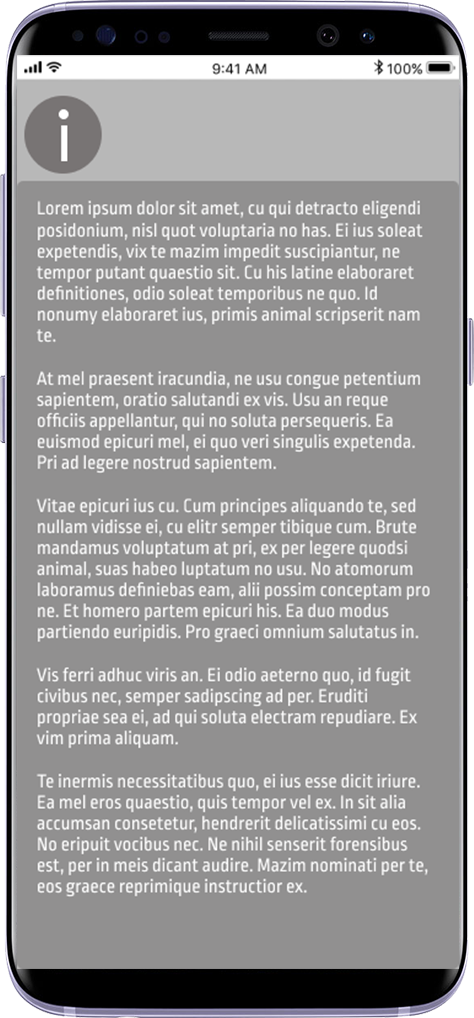 9:41 AM 100%
i
Lorem ipsum dolor sit amet, cu qui detracto eligendi
posidonium, nisl quot voluptaria no has. Ei ius soleat
expetendis, vix te mazim impedit suscipiantur, ne
tempor putant quaestio sit. Cu his latine elaboraret
definitiones, odio soleat temporibus ne quo. Id
nonumy elaboraret ius, primis animal scripserit nam
te.
At mel praesent iracundia, ne usu congue petentium
sapientem, oratio salutandi ex vis. Usu an reque
officiis appellantur, qui no soluta persequeris. Ea
euismod epicuri mel, ei quo veri singulis expetenda.
Pri ad legere nostrud sapientem.
Vitae epicuri ius cu. Cum principes aliquando te, sed
nullam vidisse ei, cu elitr semper tibique cum. Brute
mandamus voluptatum at pri, ex per legere quodsi
animal, suas habeo luptatum no usu. No atomorum
laboramus definiebas eam, alii possim conceptam pro
ne. Et homero partem epicuri his. Ea duo modus
partiendo euripidis. Pro graeci omnium salutatus in.
Vis ferri adhuc viris an. Ei odio aeterno quo, id fugit
civibus nec, semper sadipscing ad per. Eruditi
propriae sea ei, ad qui soluta electram repudiare. Ex
vim prima aliquam.
Te inermis necessitatibus quo, ei ius esse dicit iriure.
Ea mel eros quaestio, quis tempor vel ex. In sit alia
accumsan consetetur, hendrerit delicatissimi cu eos.
No eripuit vocibus nec. Ne nihil senserit forensibus
est, per in meis dicant audire. Mazim nominati per te,
eos graece reprimique instructior ex.